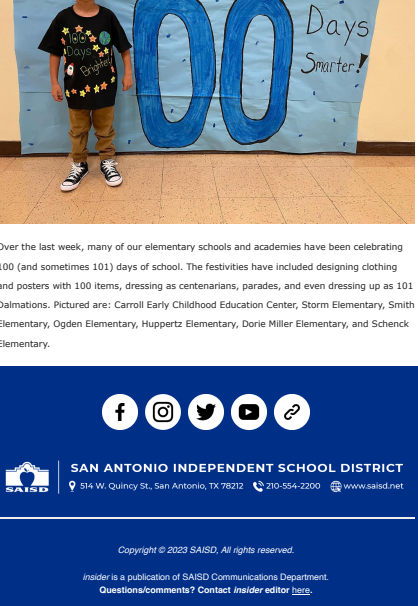 100
Days
Brighter
00
Days
Smarter!
Over the last week, many of our elementary schools and academies have been celebrating
100 (and sometimes 101) days of school. The festivities have included designing clothing
and posters with 100 items, dressing as centenarians, parades, and even dressing up as 101
Dalmations. Pictured are: Carroll Early Childhood Education Center, Storm Elementary, Smith
Elementary, Ogden Elementary, Huppertz Elementary, Dorie Miller Elementary, and Schenck
Elementary.
SAISD
SAN ANTONIO INDEPENDENT SCHOOL DISTRICT
514 W. Quincy St., San Antonio, TX 78212 210-554-2200 www.saisd.net
Copyright © 2023 SAISD, All rights reserved.
insider is a publication of SAISD Communications Department.
Questions/comments? Contact insider editor here.